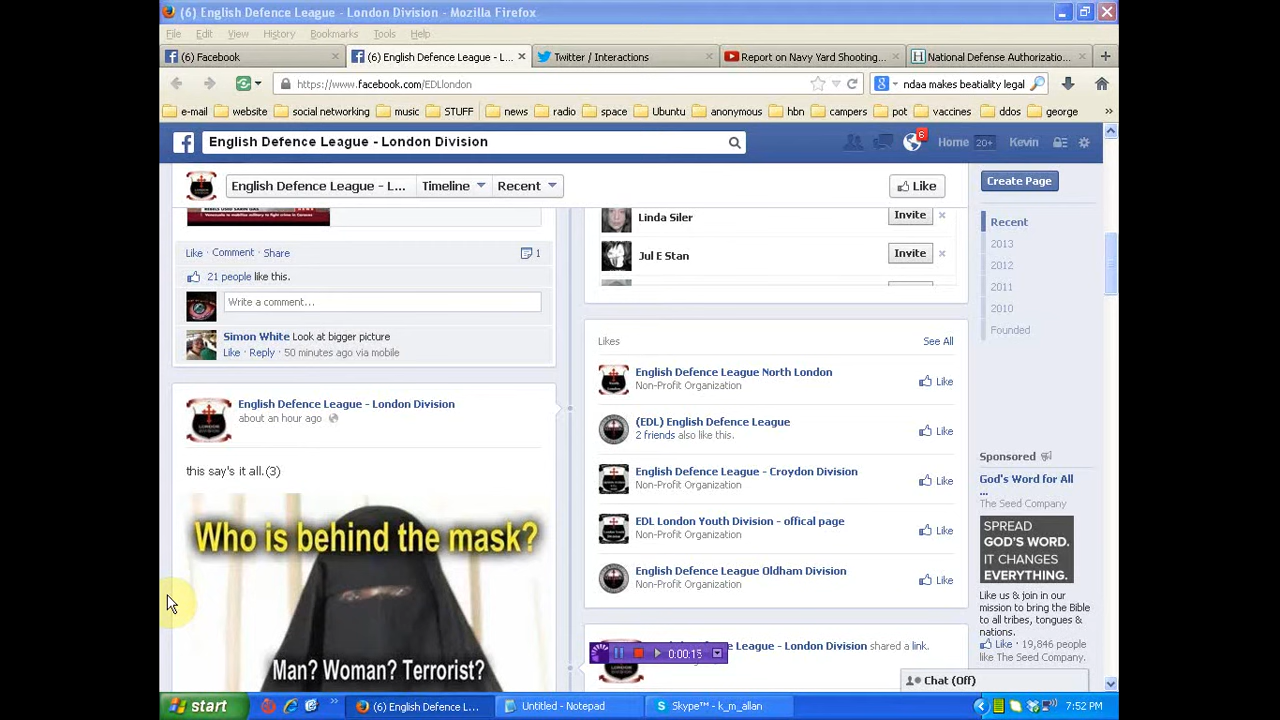 (6) English Defence League - London Division - Mozilla Firefox
File Edit View History Bookmarks Tools Help
(6) Facebook
(6) English Defence League - L...
Twitter / Interactions
Report on Navy Yard Shooting...
National Defense Authorizatio...
https://www.facebook.com/EDLlondon
ndaa makes beatiality legal
e-mail website social networking music STUFF news radio space Ubuntu anonymous hbn campers pot vaccines ddos george
English Defence League - London Division
6
Home 20+ Kevin
English Defence League - L... Timeline Recent
Like
Create Page
Recent
2013
2012
2011
2010
Founded
Venezuela to mobilise military to fight crime in Caracas
Like · Comment · Share
1
21 people like this.
Write a comment...
Simon White Look at bigger picture
Like · Reply · 50 minutes ago via mobile
English Defence League - London Division
about an hour ago
this say's it all.(3)
Who is behind the mask?
Man? Woman? Terrorist?
Linda Siler
Invite
Jul E Stan
Invite
Likes
See All
English Defence League North London
Non-Profit Organization
Like
(EDL) English Defence League
2 friends also like this.
Like
English Defence League - Croydon Division
Non-Profit Organization
Like
EDL London Youth Division - offical page
Non-Profit Organization
Like
English Defence League Oldham Division
Non-Profit Organization
Like
League - London Division shared a link.
0:00:15
Sponsored
God's Word for All
...
The Seed Company
SPREAD
GOD'S WORD.
IT CHANGES
EVERYTHING.
Like us & join in our
mission to bring the Bible
to all tribes, tongues &
nations.
Like · 19,846 people
like The Seed Company.
Chat (Off)
start
(6) English Defence L...
Untitled - Notepad
Skype™ - k_m_allan
7:52 PM